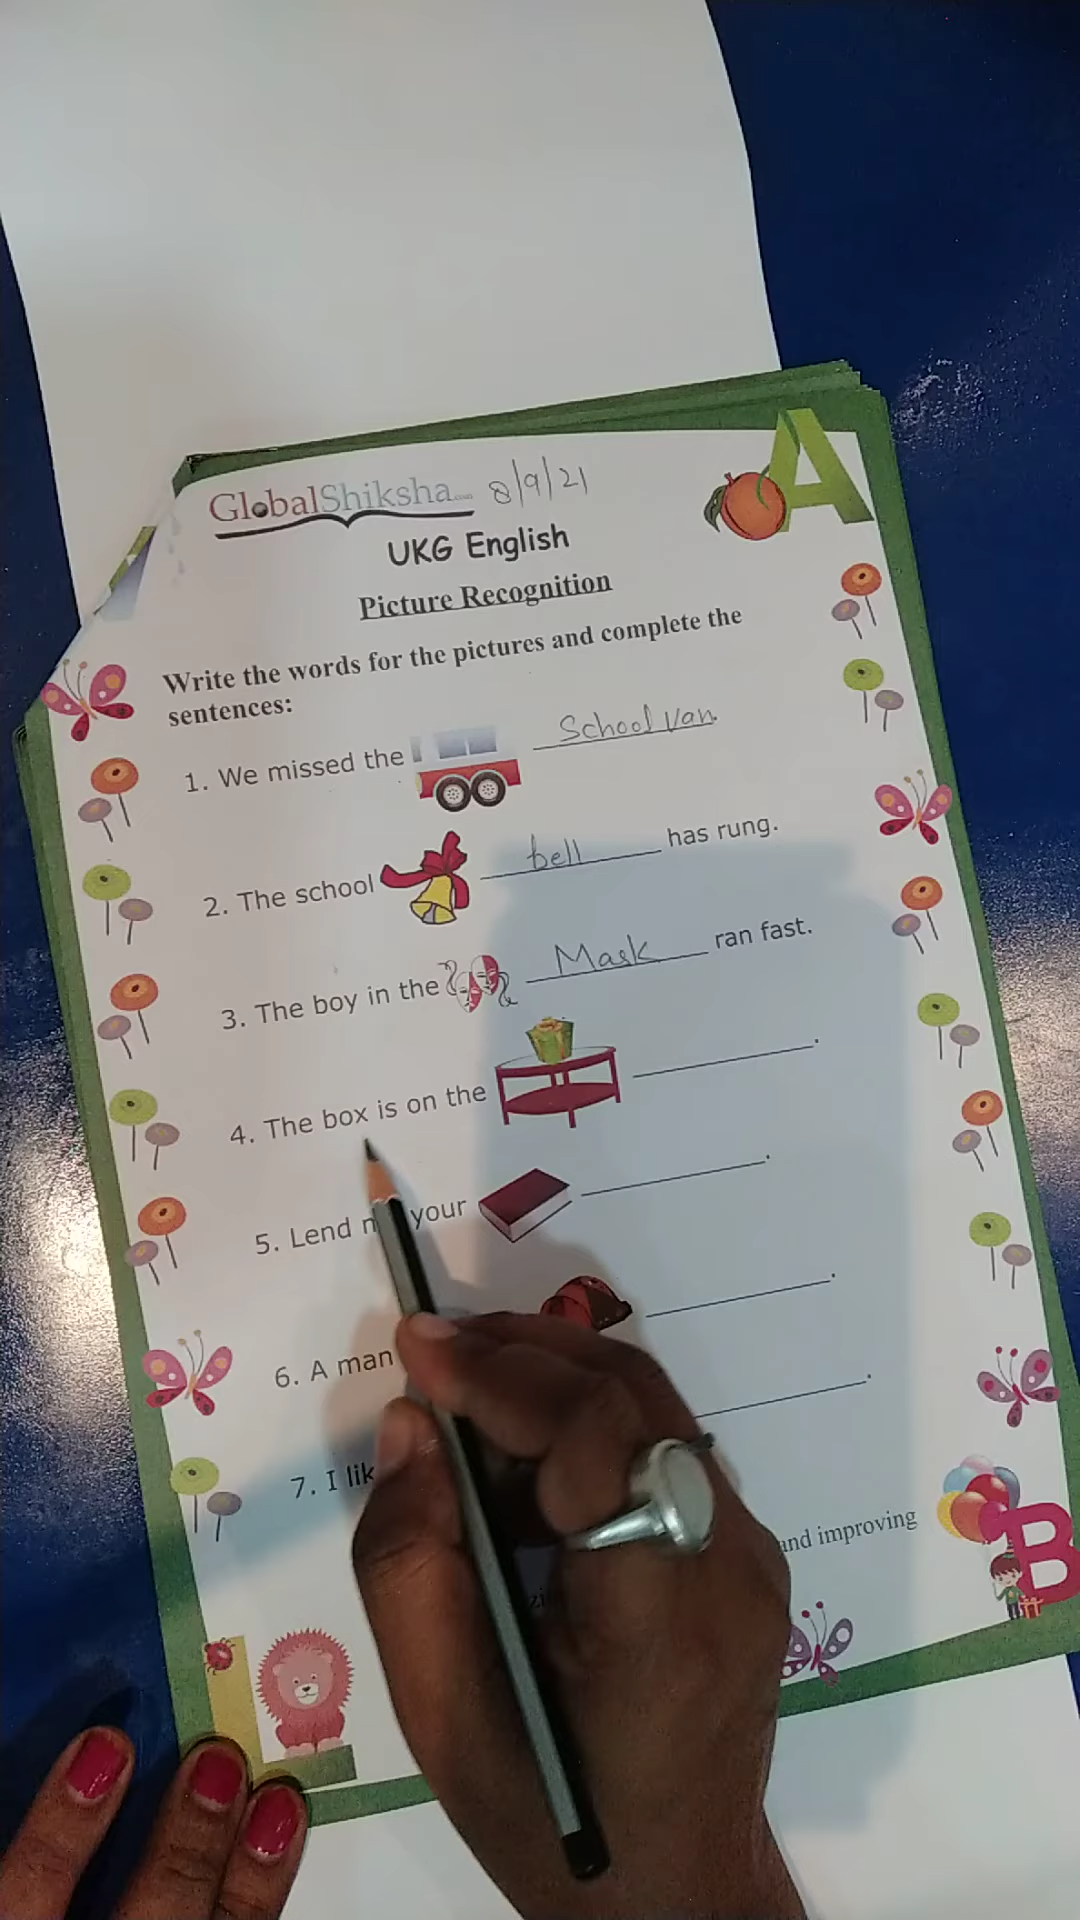 GlobalShiksha.com 8/9/21
A
UKG English
Picture Recognition
Write the words for the pictures and complete the
sentences:
1. We missed the School Van.
2. The school bell has rung.
3. The boy in the Mask ran fast.
4. The box is on the .
5. Lend your .
6. A man .
7. I lik .
and improving
B
L